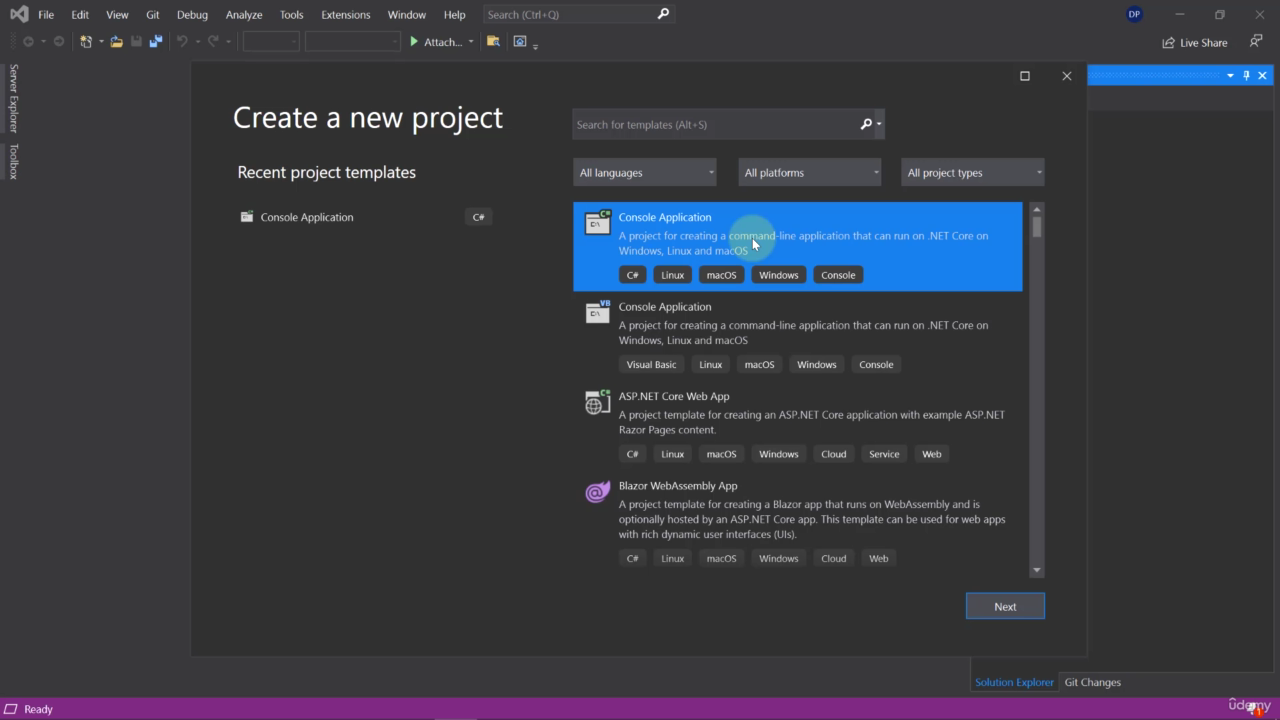 File Edit View Git Debug Analyze Tools Extensions Window Help Search (Ctrl+Q) DP
Attach... Live Share
Server Explorer
Toolbox
Create a new project
Search for templates (Alt+S)
Recent project templates
All languages All platforms All project types
Console Application C#
Console Application
A project for creating a command-line application that can run on .NET Core on
Windows, Linux and macOS
C# Linux macOS Windows Console
Console Application
A project for creating a command-line application that can run on .NET Core on
Windows, Linux and macOS
Visual Basic Linux macOS Windows Console
ASP.NET Core Web App
A project template for creating an ASP.NET Core application with example ASP.NET
Razor Pages content.
C# Linux macOS Windows Cloud Service Web
Blazor WebAssembly App
A project template for creating a Blazor app that runs on WebAssembly and is
optionally hosted by an ASP.NET Core app. This template can be used for web apps
with rich dynamic user interfaces (UIs).
C# Linux macOS Windows Cloud Web
Next
Solution Explorer Git Changes
Ready
udemy
1